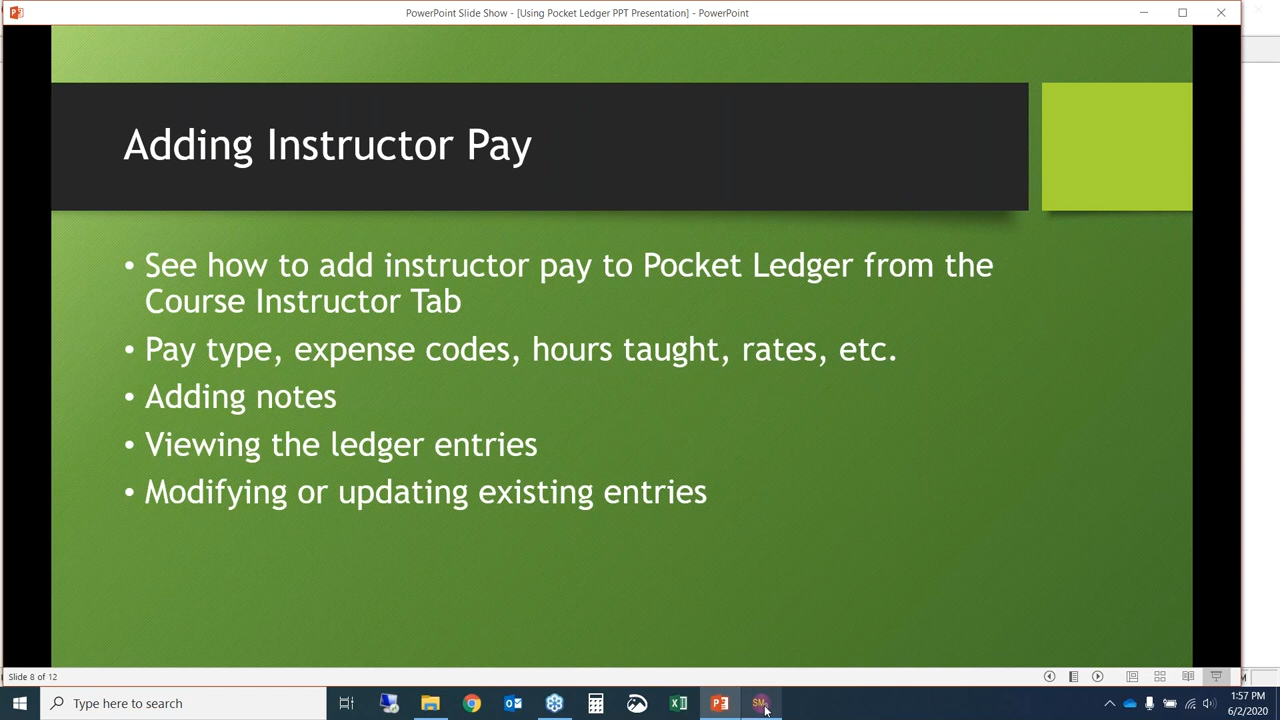 PowerPoint Slide Show - [Using Pocket Ledger PPT Presentation] - PowerPoint
Adding Instructor Pay
• See how to add instructor pay to Pocket Ledger from the
Course Instructor Tab
• Pay type, expense codes, hours taught, rates, etc.
• Adding notes
• Viewing the ledger entries
• Modifying or updating existing entries
Slide 8 of 12
Type here to search
SM
1:57 PM
6/2/2020